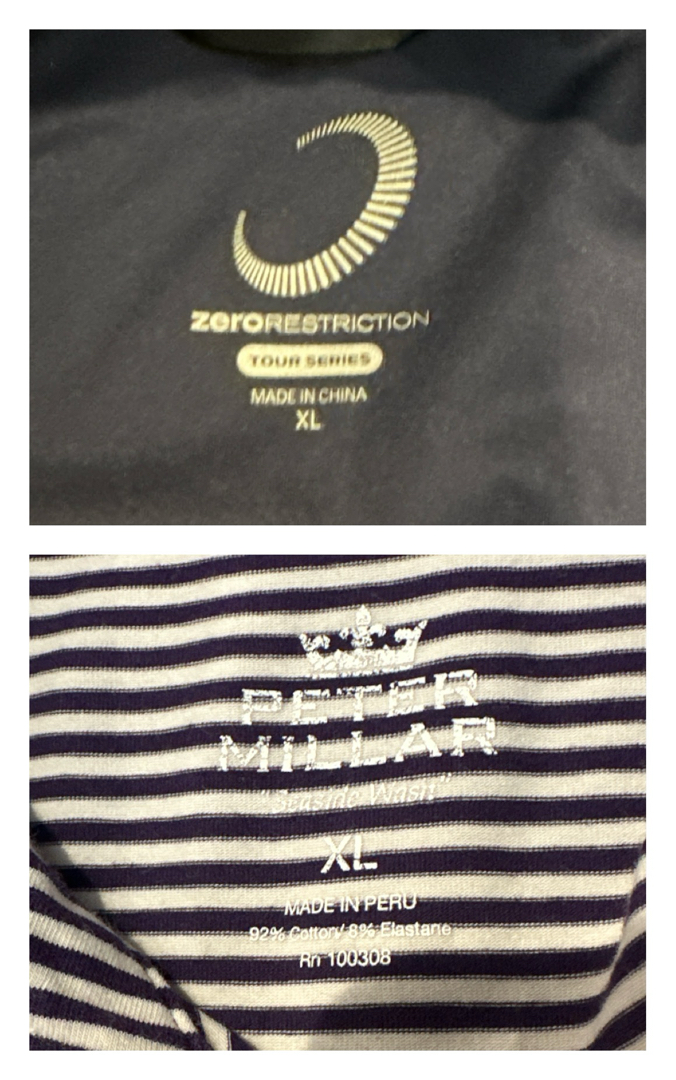 zeroRESTRICTION
TOUR SERIES
MADE IN CHINA
XL
PETER
MILLAR
"Seaside Wash"
XL
MADE IN PERU
92% Cotton/ 8% Elastane
Rn 100308